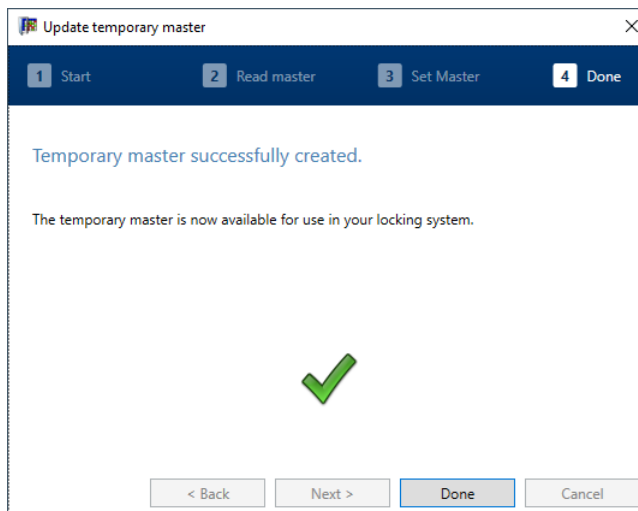 Update temporary master
1 Start 2 Read master 3 Set Master 4 Done
Temporary master successfully created.
The temporary master is now available for use in your locking system.
< Back Next > Done Cancel